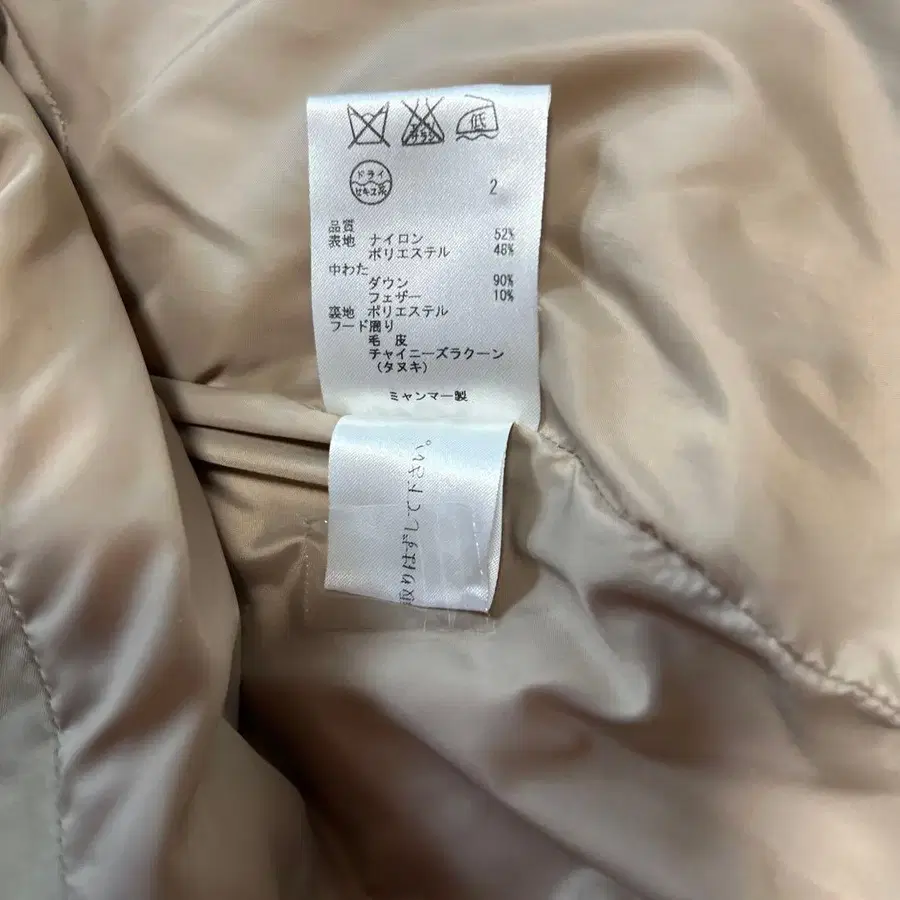 低
ドライ
セキユ系
2
品質
表地 ナイロン 52%
ポリエステル 48%
中わた
ダウン 90%
フェザー 10%
裏地 ポリエステル
フード周り
毛 皮
チャイニーズラクーン
(タヌキ)
ミャンマー製
取りはずして下さい。